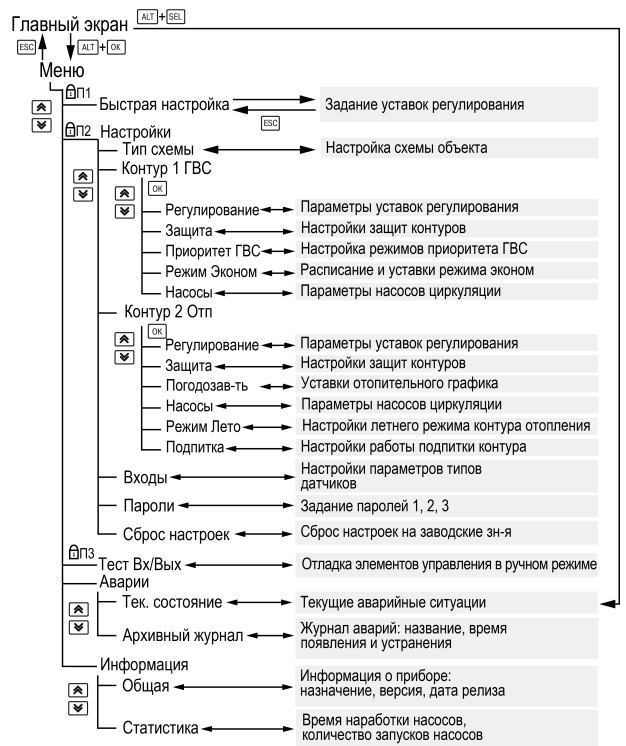 Главный экран ALT+SEL
ESC ALT+OK
Меню
П1
Быстрая настройка Задание уставок регулирования
ESC
П2
Настройки
Тип схемы Настройка схемы объекта
Контур 1 ГВС
OK
Регулирование Параметры уставок регулирования
Защита Настройки защит контуров
Приоритет ГВС Настройка режимов приоритета ГВС
Режим Эконом Расписание и уставки режима эконом
Насосы Параметры насосов циркуляции
Контур 2 Отп
OK
Регулирование Параметры уставок регулирования
Защита Настройки защит контуров
Погодозав-ть Уставки отопительного графика
Насосы Параметры насосов циркуляции
Режим Лето Настройки летнего режима контура отопления
Подпитка Настройки работы подпитки контура
Входы Настройки параметров типов
датчиков
Пароли Задание паролей 1, 2, 3
Сброс настроек Сброс настроек на заводские зн-я
П3
Тест Вх/Вых Отладка элементов управления в ручном режиме
Аварии
Тек. состояние Текущие аварийные ситуации
Архивный журнал Журнал аварий: название, время
появления и устранения
Информация
Общая Информация о приборе:
назначение, версия, дата релиза
Статистика Время наработки насосов,
количество запусков насосов